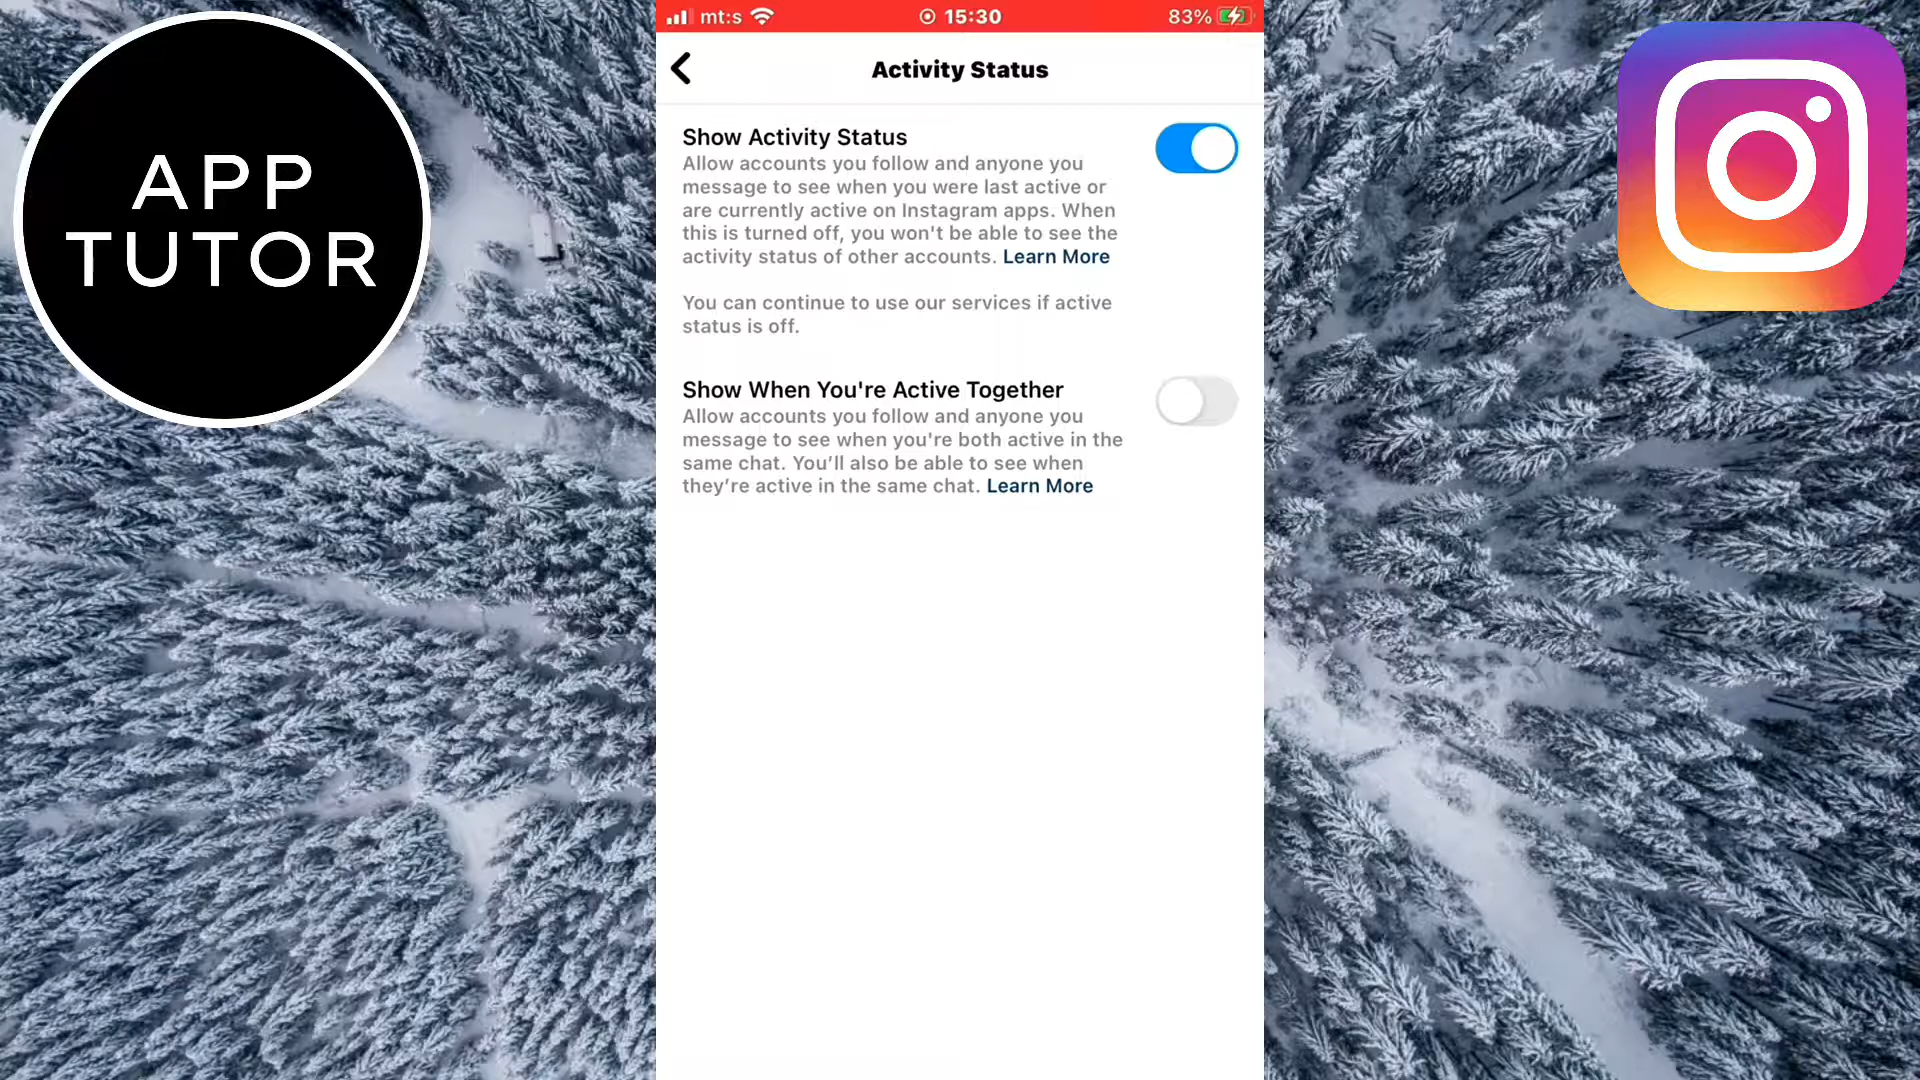 APP
TUTOR
mt:s
15:30
83%
Activity Status
Show Activity Status
Allow accounts you follow and anyone you
message to see when you were last active or
are currently active on Instagram apps. When
this is turned off, you won't be able to see the
activity status of other accounts. Learn More
You can continue to use our services if active
status is off.
Show When You're Active Together
Allow accounts you follow and anyone you
message to see when you're both active in the
same chat. You’ll also be able to see when
they’re active in the same chat. Learn More